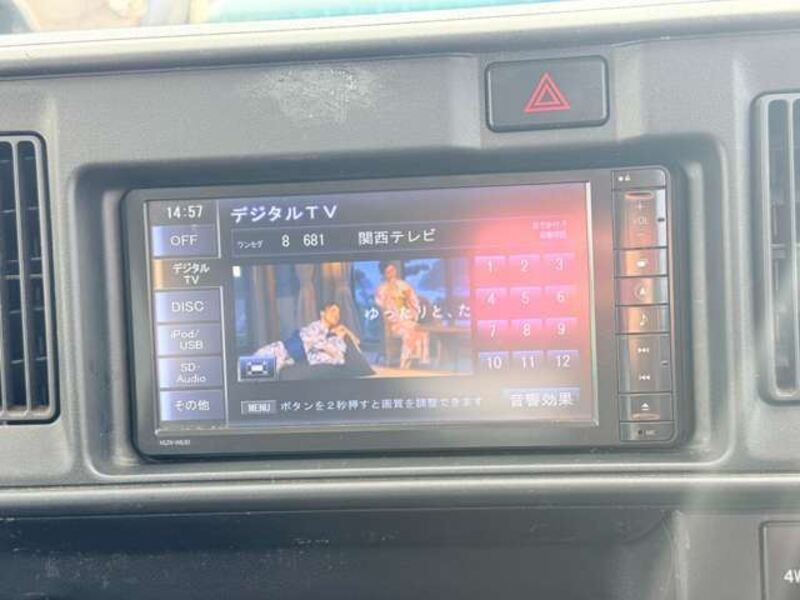 14:57 デジタルTV
OFF
ワンセグ 8 681 関西テレビ
デジタル
TV
1 2 3
DISC
4 5 6
ゆったりと、た
iPod/
USB
7 8 9
SD-
Audio
10 11 12
その他
MENU ボタンを2秒押すと画質を調整できます
音響効果
+
VOL
-
MIC
4W